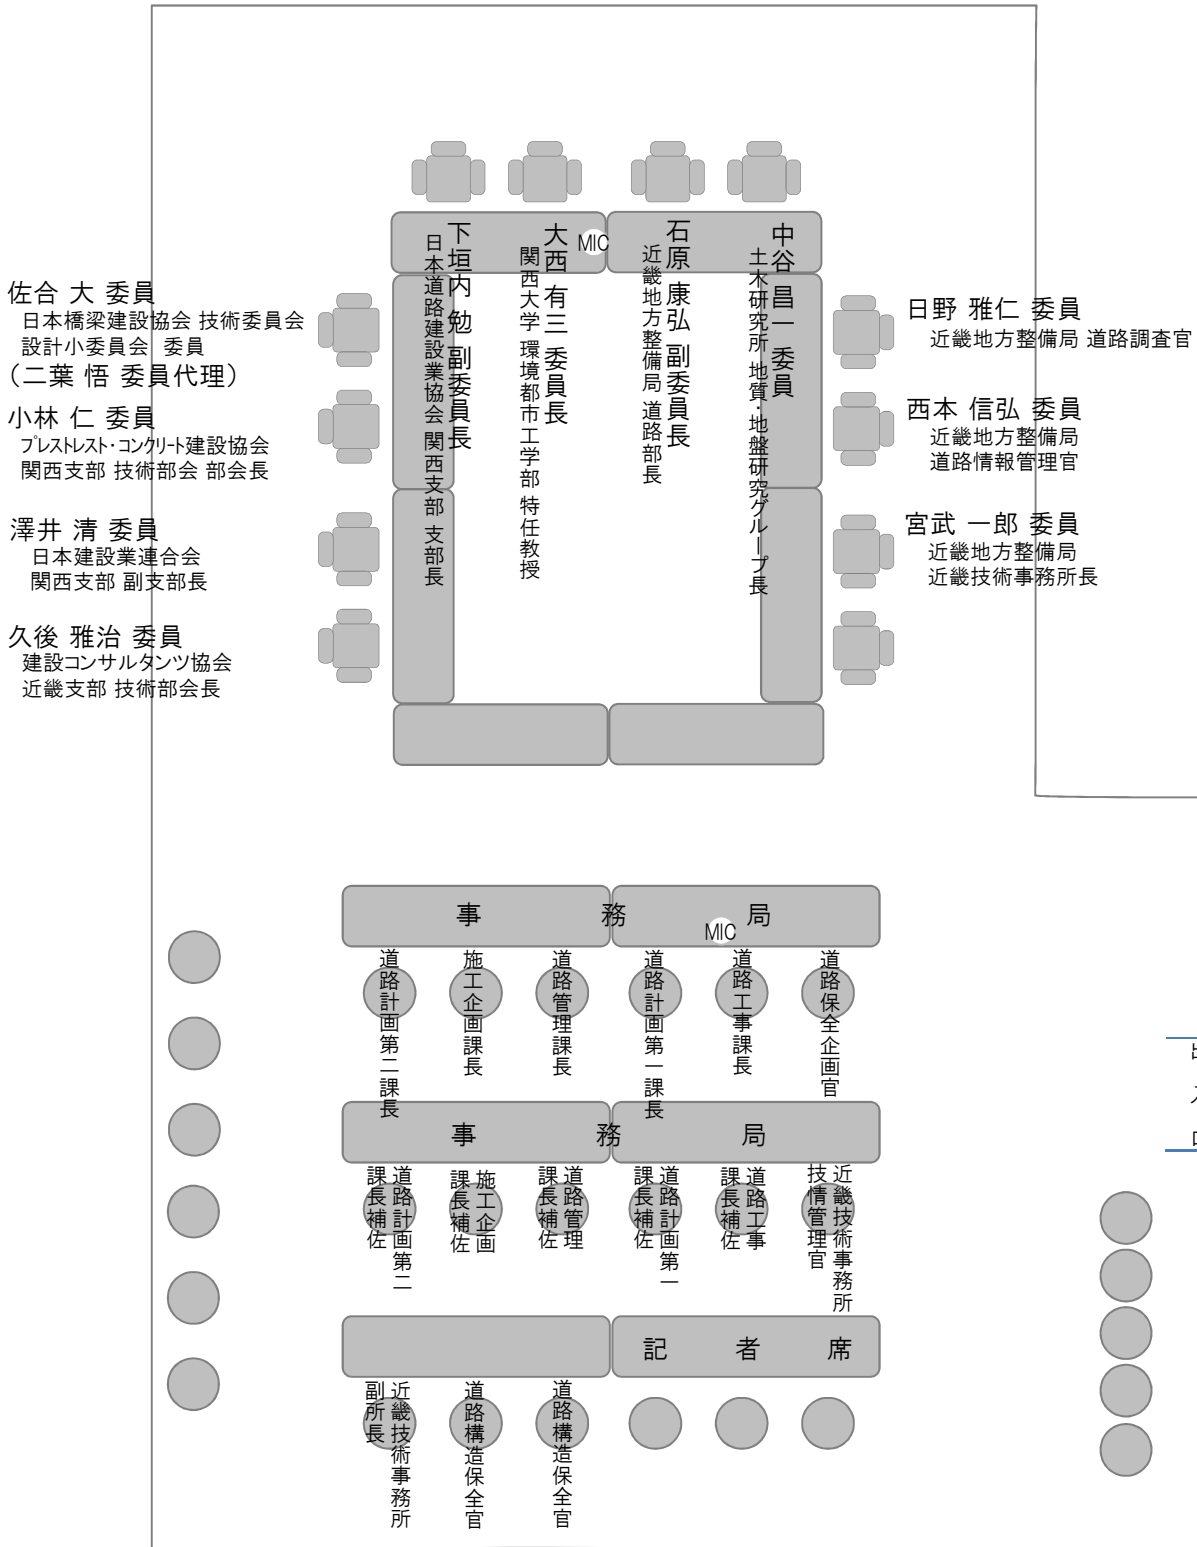 下垣内 勉 副委員長
日本道路建設業協会 関西支部 支部長
大西 有三 委員長
関西大学 環境都市工学部 特任教授
MIC
石原 康弘 副委員長
近畿地方整備局 道路部長
中谷 昌一 委員
土木研究所 地質・地盤研究グループ長
佐合 大 委員
日本橋梁建設協会 技術委員会
設計小委員会 委員
(二葉 悟 委員代理)
小林 仁 委員
プレストレスト・コンクリート建設協会
関西支部 技術部会 部会長
澤井 清 委員
日本建設業連合会
関西支部 副支部長
久後 雅治 委員
建設コンサルタンツ協会
近畿支部 技術部会長
日野 雅仁 委員
近畿地方整備局 道路調査官
西本 信弘 委員
近畿地方整備局
道路情報管理官
宮武 一郎 委員
近畿地方整備局
近畿技術事務所長
事 務 局
MIC
道路計画第二課長
施工企画課長
道路管理課長
道路計画第一課長
道路工事課長
道路保全企画官
事 務 局
道路計画第二
課長補佐
施工企画
課長補佐
道路管理
課長補佐
道路計画第一
課長補佐
道路工事
課長補佐
近畿技術事務所
技情管理官
記 者 席
近畿技術事務所
副所長
道路構造保全官
道路構造保全官